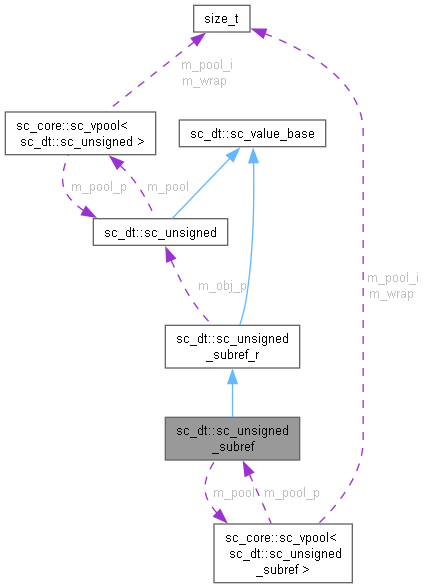 size_t
m_pool_i
m_wrap
sc_core::sc_vpool<
sc_dt::sc_unsigned >
sc_dt::sc_value_base
m_pool_p
m_pool
sc_dt::sc_unsigned
m_obj_p
m_pool_i
m_wrap
sc_dt::sc_unsigned
_subref_r
sc_dt::sc_unsigned
_subref
m_pool
m_pool_p
sc_core::sc_vpool<
sc_dt::sc_unsigned
_subref >